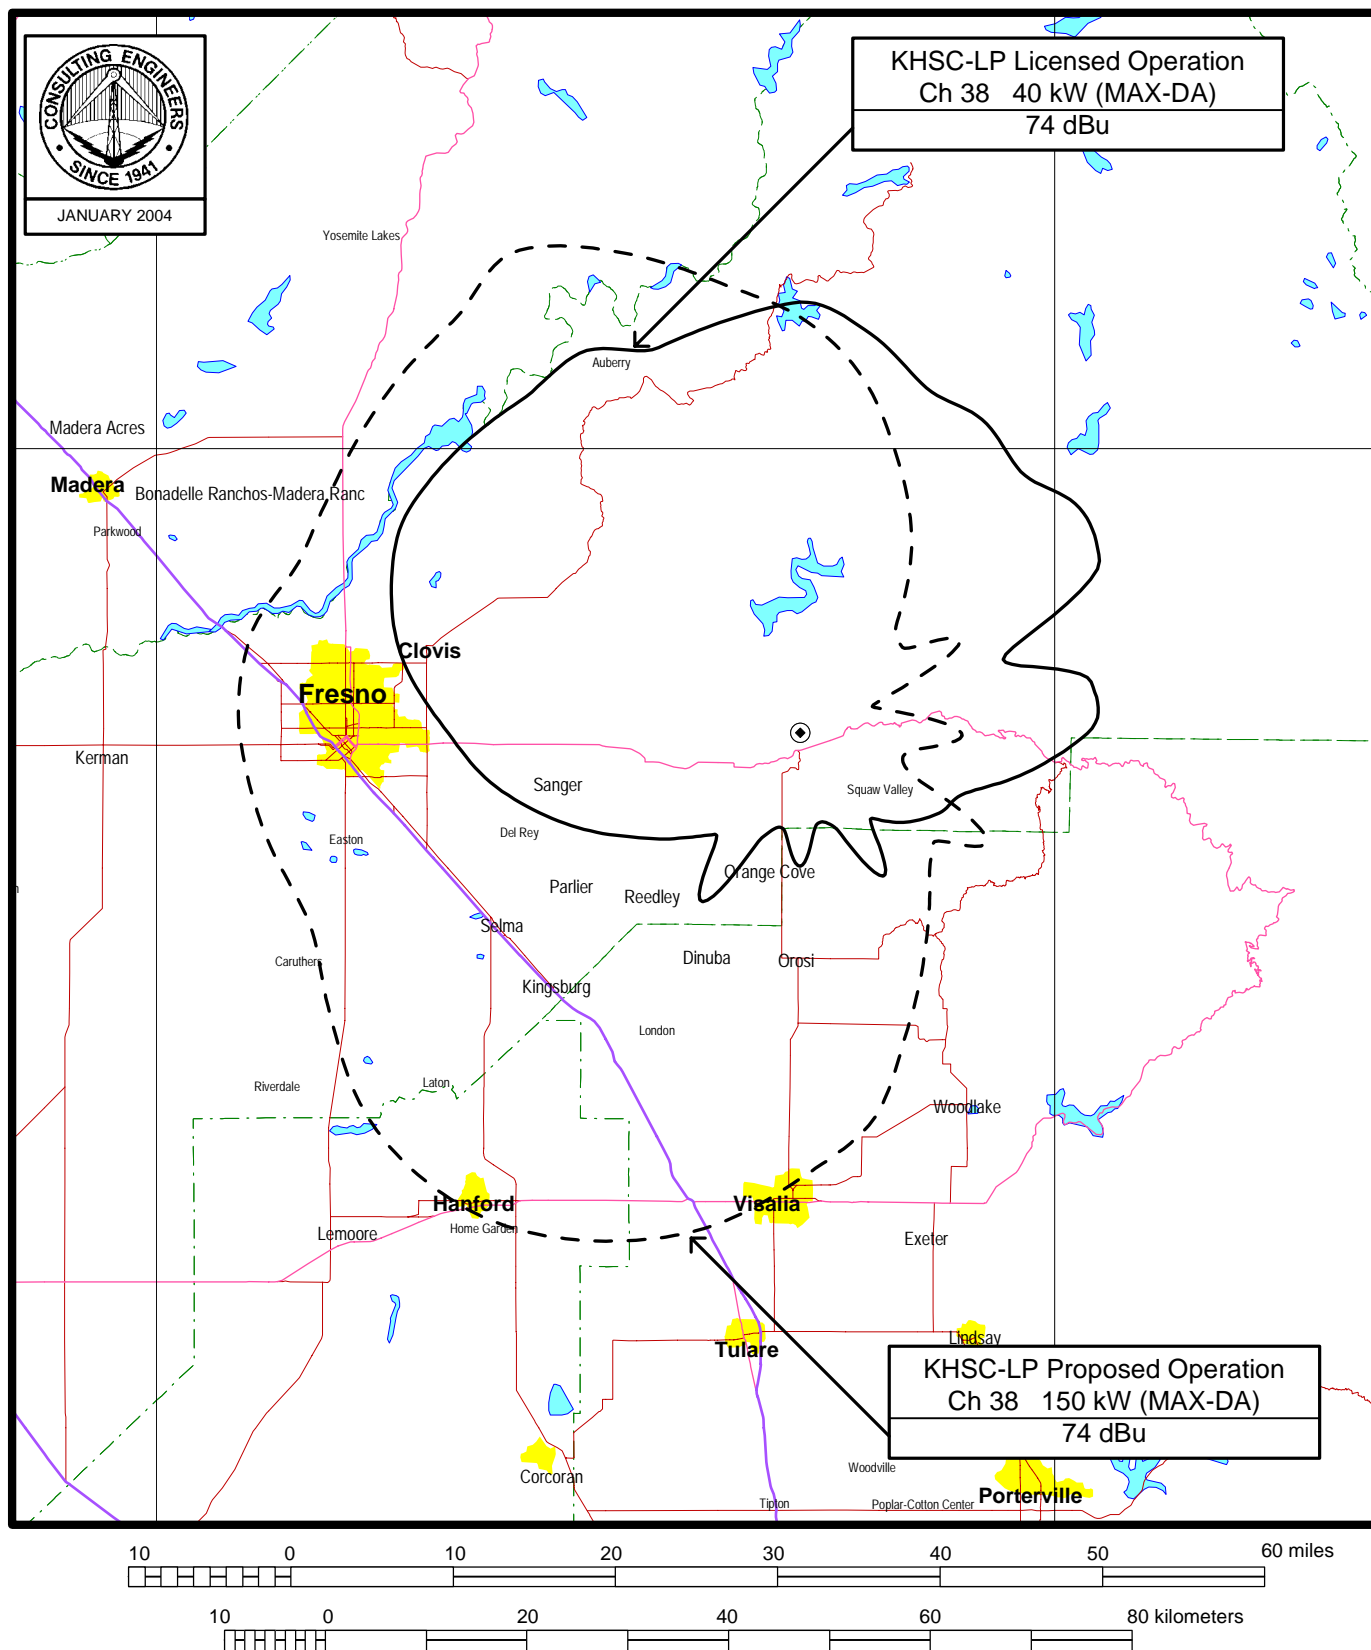 CONSULTING ENGINEERS
SINCE 1941
JANUARY 2004
KHSC-LP Licensed Operation
Ch 38 40 kW (MAX-DA)
74 dBu
Yosemite Lakes
Auberry
Madera Acres
Madera
Bonadelle Ranchos-Madera Ranc
Parkwood
Clovis
Fresno
Kerman
Sanger
Squaw Valley
Del Rey
Easton
Orange Cove
Parlier
Reedley
Selma
Caruthers
Dinuba
Orosi
Kingsburg
London
Riverdale
Laton
Woodlake
Hanford
Visalia
Home Garden
Lemoore
Exeter
Tulare
Lindsay
KHSC-LP Proposed Operation
Ch 38 150 kW (MAX-DA)
74 dBu
Corcoran
Woodville
Tipton
Poplar-Cotton Center
Porterville
10 0 10 20 30 40 50 60 miles
10 0 20 40 60 80 kilometers